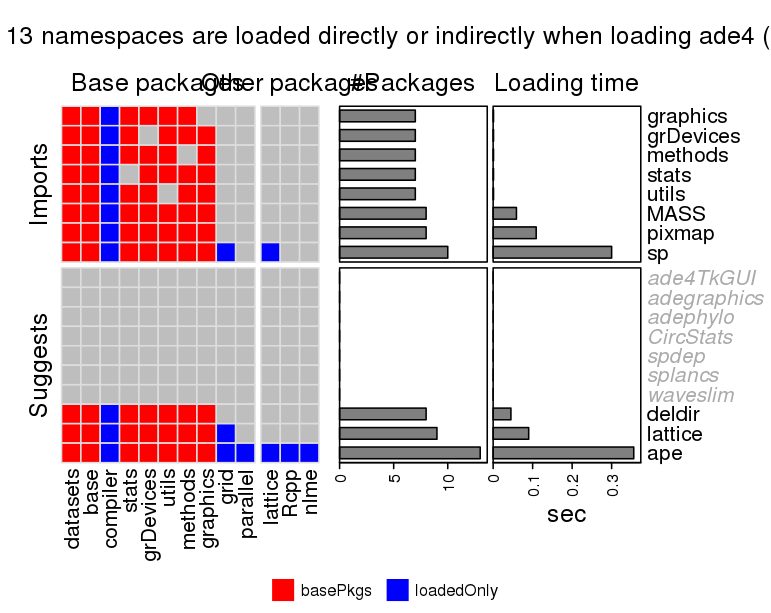 13 namespaces are loaded directly or indirectly when loading ade4 (
Base packages
Other packages
#Packages
Loading time
Imports
graphics
grDevices
methods
stats
utils
MASS
pixmap
sp
Suggests
ade4TkGUI
adegraphics
adephylo
CircStats
spdep
splancs
waveslim
deldir
lattice
ape
datasets
base
compiler
stats
grDevices
utils
methods
graphics
grid
parallel
lattice
Rcpp
nlme
0
5
10
0
0.1
0.2
0.3
sec
basePkgs
loadedOnly